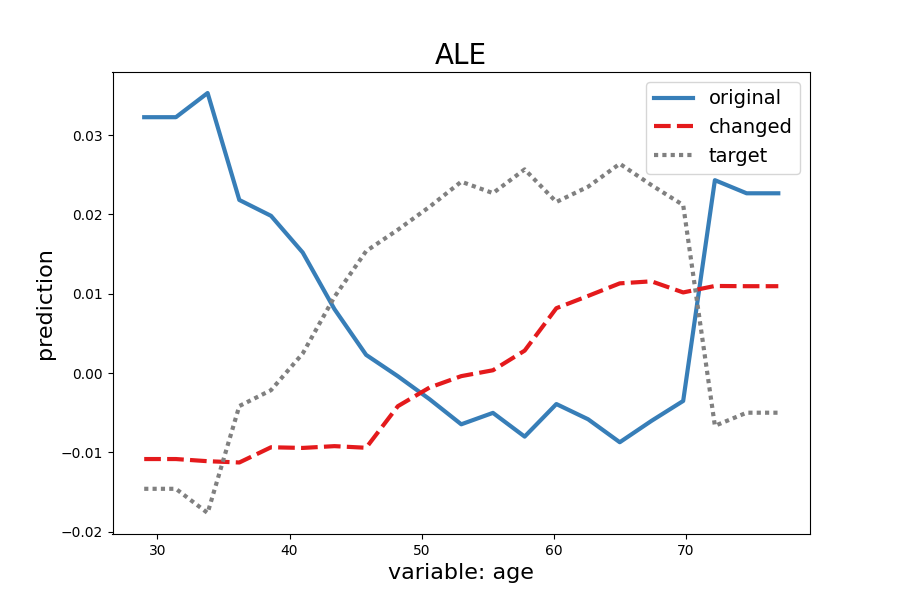 ALE
original
changed
target
prediction
0.03
0.02
0.01
0.00
−0.01
−0.02
30 40 50 60 70
variable: age